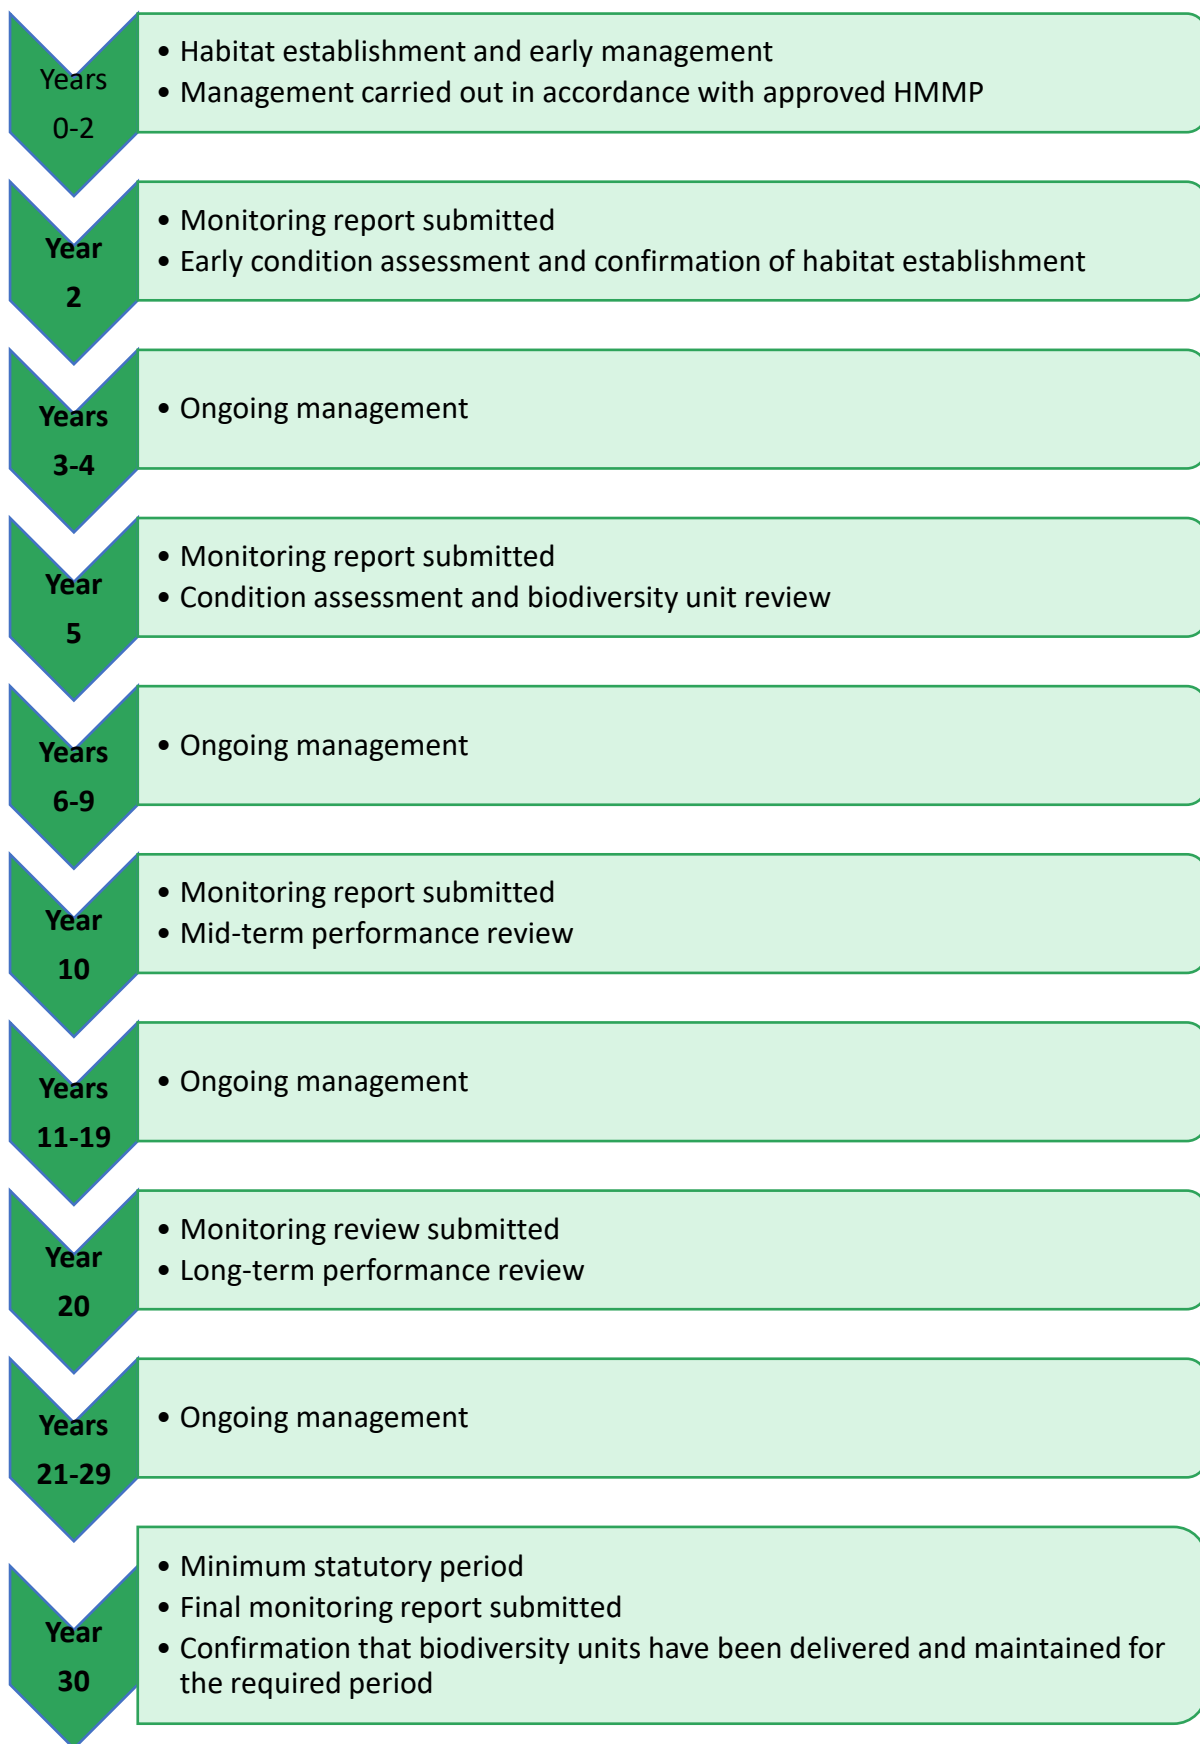 Years
0-2
• Habitat establishment and early management
• Management carried out in accordance with approved HMMP
Year
2
• Monitoring report submitted
• Early condition assessment and confirmation of habitat establishment
Years
3-4
• Ongoing management
Year
5
• Monitoring report submitted
• Condition assessment and biodiversity unit review
Years
6-9
• Ongoing management
Year
10
• Monitoring report submitted
• Mid-term performance review
Years
11-19
• Ongoing management
Year
20
• Monitoring review submitted
• Long-term performance review
Years
21-29
• Ongoing management
Year
30
• Minimum statutory period
• Final monitoring report submitted
• Confirmation that biodiversity units have been delivered and maintained for
the required period